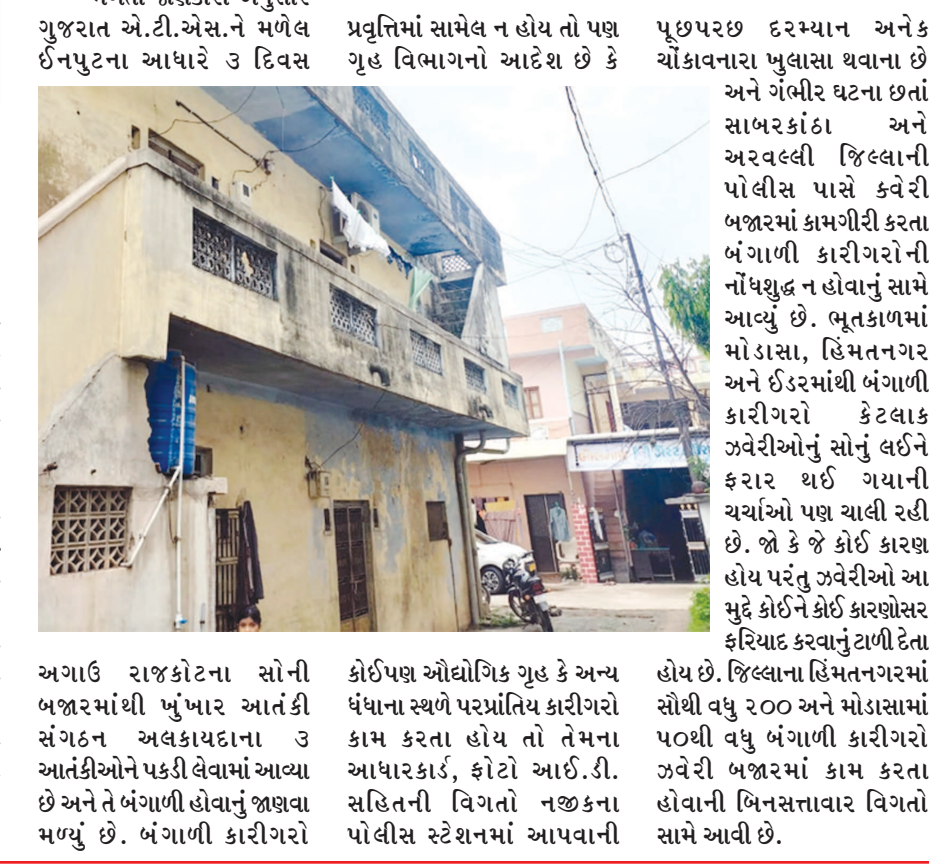 ગુજરાત એ.ટી.એસ.ને મળેલ
ઈનપુટના આધારે ૩ દિવસ
અગાઉ રાજકોટના સોની
બજારમાંથી ખુંખાર આતંકી
સંગઠન અલકાયદાના ૩
આતંકીઓને પકડી લેવામાં આવ્યા
છે અને તે બંગાળી હોવાનું જાણવા
મળ્યું છે. બંગાળી કારીગરો
પ્રવૃત્તિમાં સામેલ ન હોય તો પણ
ગૃહ વિભાગનો આદેશ છે કે
કોઈપણ ઔદ્યોગિક ગૃહ કે અન્ય
ધંધાના સ્થળે પરપ્રાંતિય કારીગરો
કામ કરતા હોય તો તેમના
આધારકાર્ડ, ફોટો આઈ.ડી.
સહિતની વિગતો નજીકના
પોલીસ સ્ટેશનમાં આપવાની
પૂછપરછ દરમ્યાન અનેક
ચોંકાવનારા ખુલાસા થવાના છે
અને ગંભીર ઘટના છતાં
સાબરકાંઠા અને
અરવલ્લી જિલ્લાની
પોલીસ પાસે કવેરી
બજારમાં કામગીરી કરતા
બંગાળી કારીગરોની
નોંધશુદ્ધ ન હોવાનું સામે
આવ્યું છે. ભૂતકાળમાં
મોડાસા, હિંમતનગર
અને ઈડરમાંથી બંગાળી
કારીગરો કેટલાક
ઝવેરીઓનું સોનું લઈને
ફરાર થઈ ગયાની
ચર્ચાઓ પણ ચાલી રહી
છે. જો કે જે કોઈ કારણ
હોય પરંતુ ઝવેરીઓ આ
મુદ્દે કોઈને કોઈ કારણોસર
ફરિયાદ કરવાનું ટાળી દેતા
હોય છે. જિલ્લાના હિંમતનગરમાં
સૌથી વધુ ૨૦૦ અને મોડાસામાં
૫૦થી વધુ બંગાળી કારીગરો
ઝવેરી બજારમાં કામ કરતા
હોવાની બિનસત્તાવાર વિગતો
સામે આવી છે.